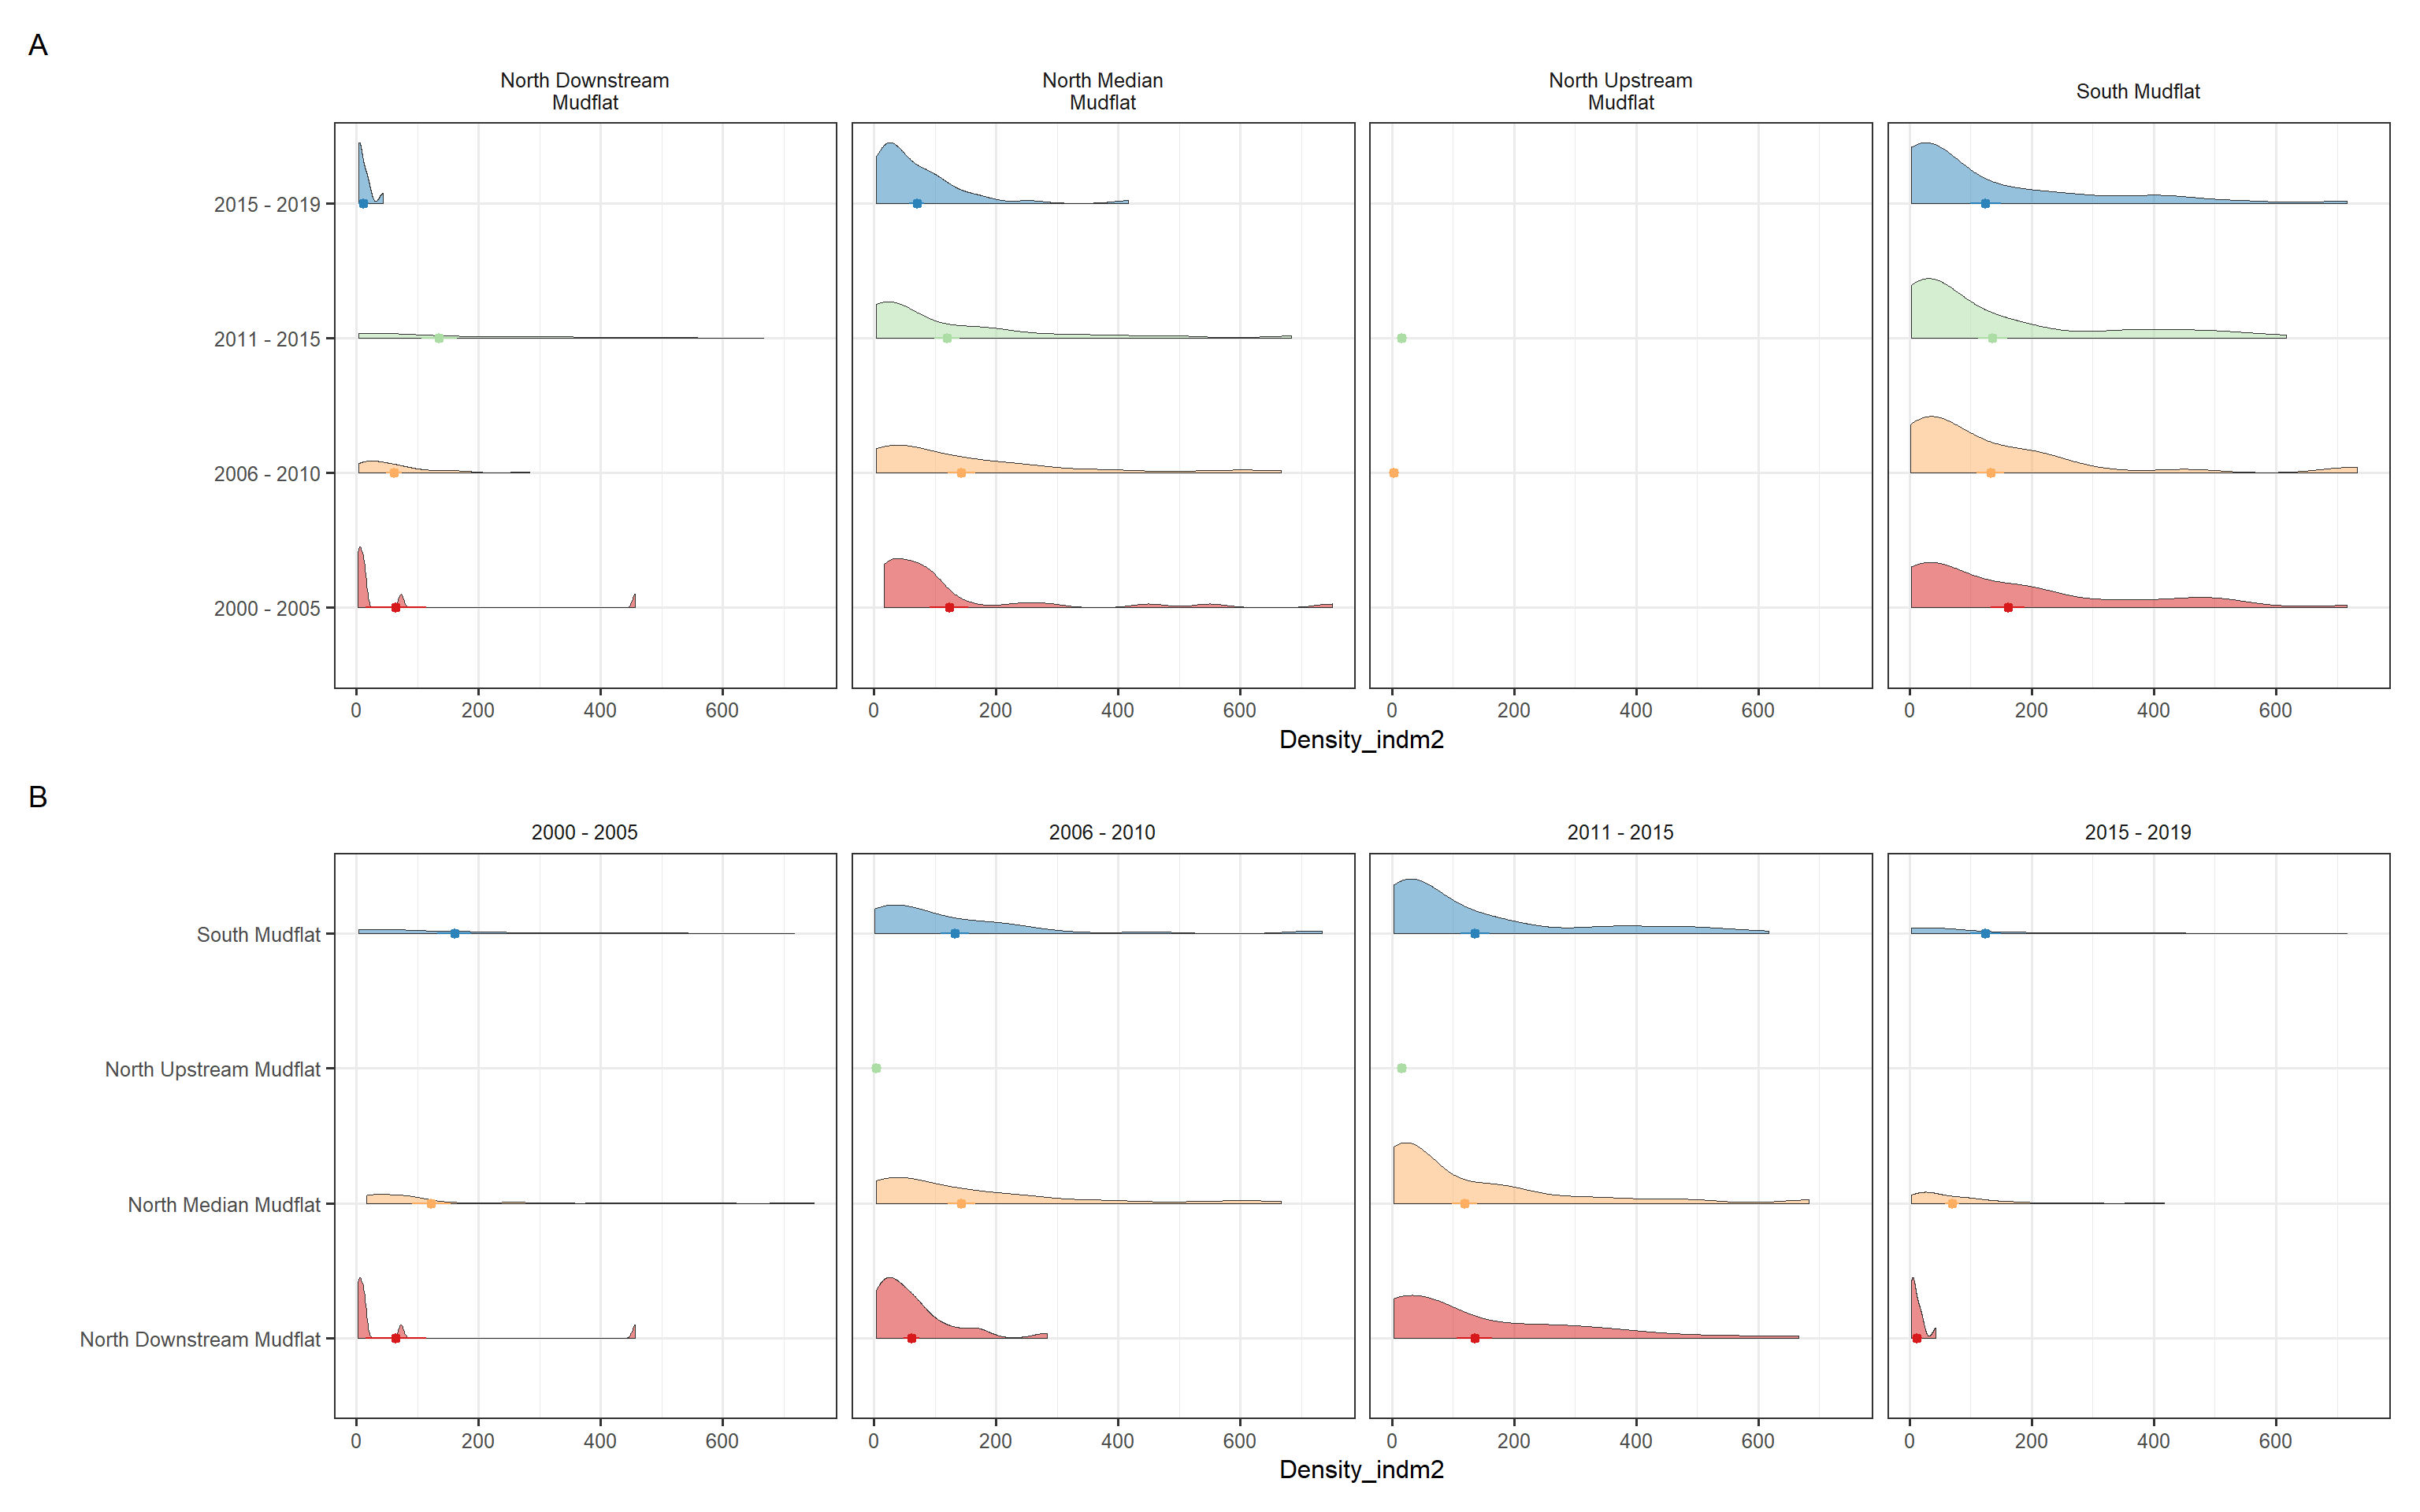 A
North Downstream
Mudflat
North Median
Mudflat
North Upstream
Mudflat
South Mudflat
2015 - 2019
2011 - 2015
2006 - 2010
2000 - 2005
0 200 400 600 0 200 400 600 0 200 400 600 0 200 400 600
Density_indm2
B
2000 - 2005 2006 - 2010 2011 - 2015 2015 - 2019
South Mudflat
North Upstream Mudflat
North Median Mudflat
North Downstream Mudflat
0 200 400 600 0 200 400 600 0 200 400 600 0 200 400 600
Density_indm2